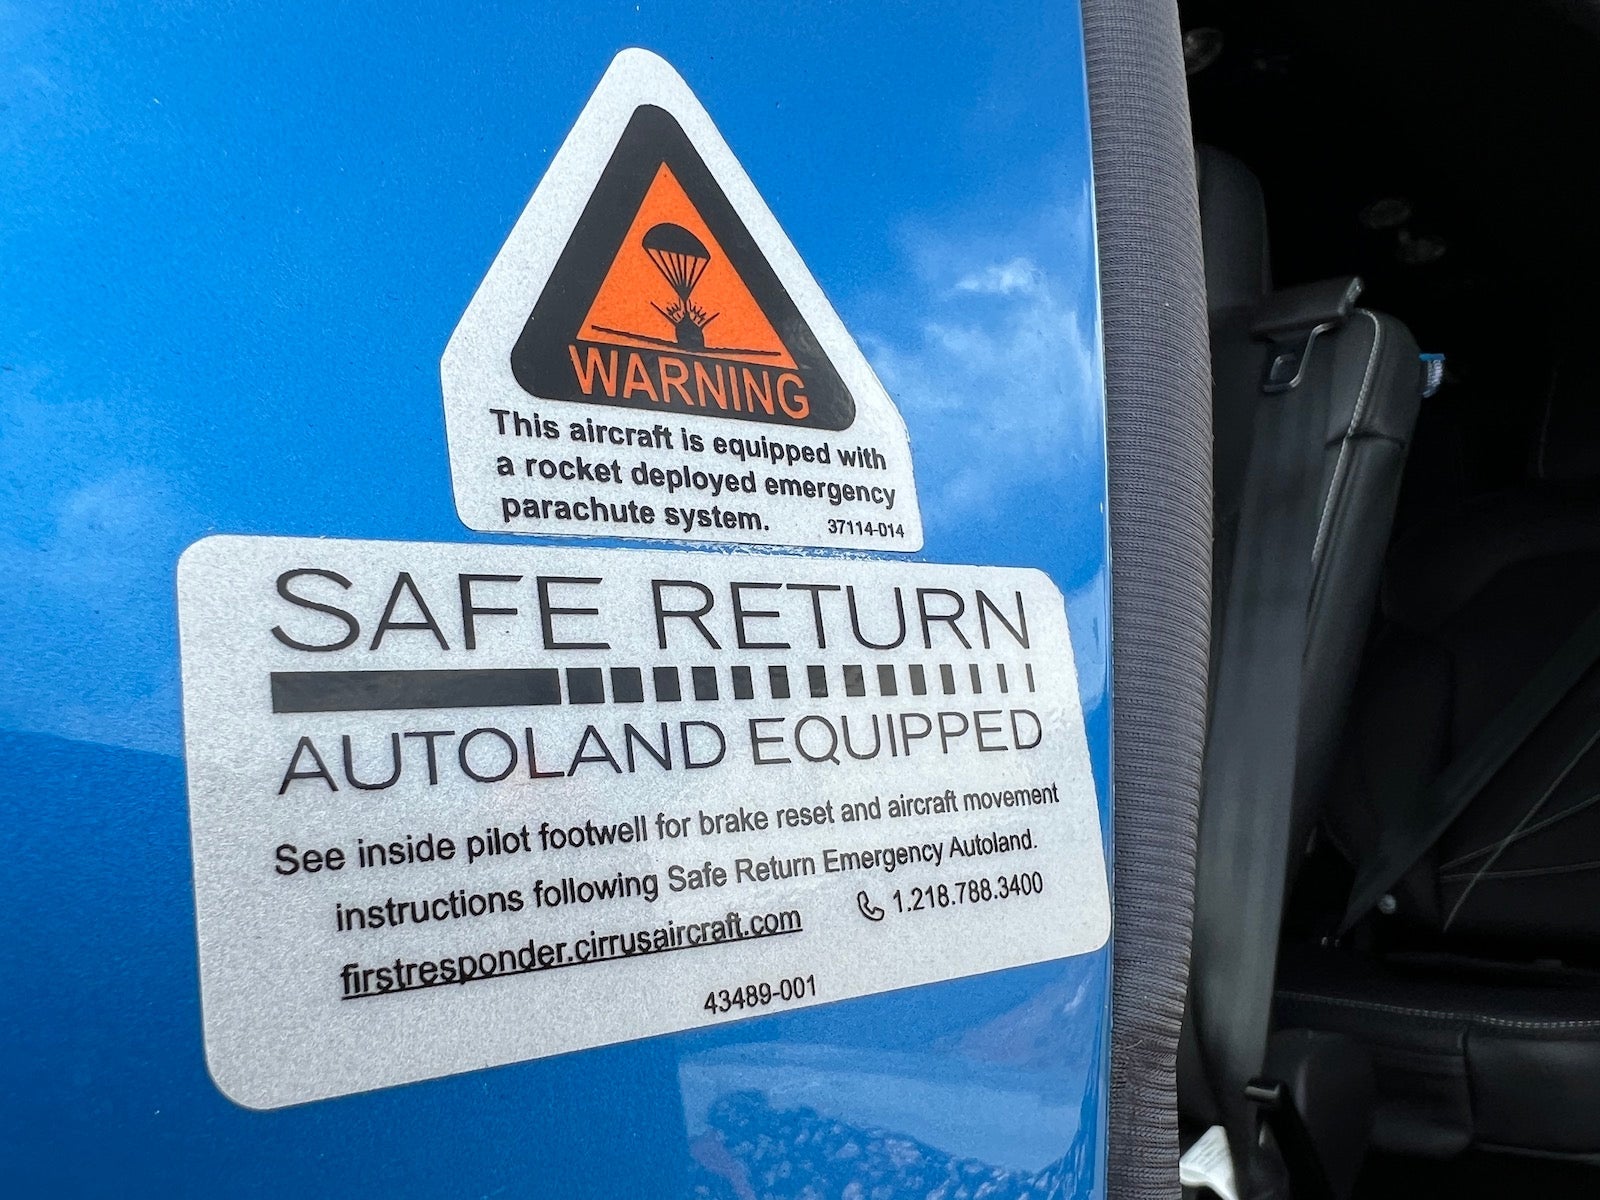 WARNING
This aircraft is equipped with
a rocket deployed emergency
parachute system.
37114-014
SAFE RETURN
AUTOLAND EQUIPPED
See inside pilot footwell for brake reset and aircraft movement
instructions following Safe Return Emergency Autoland.
firstresponder.cirrusaircraft.com 1.218.788.3400
43489-001